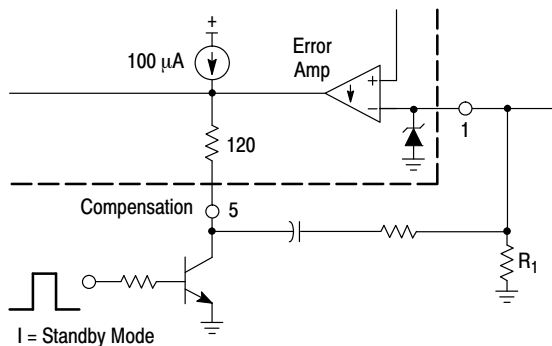 +
100 μA
Error
Amp
+
−
1
120
Compensation
5
R1
I = Standby Mode